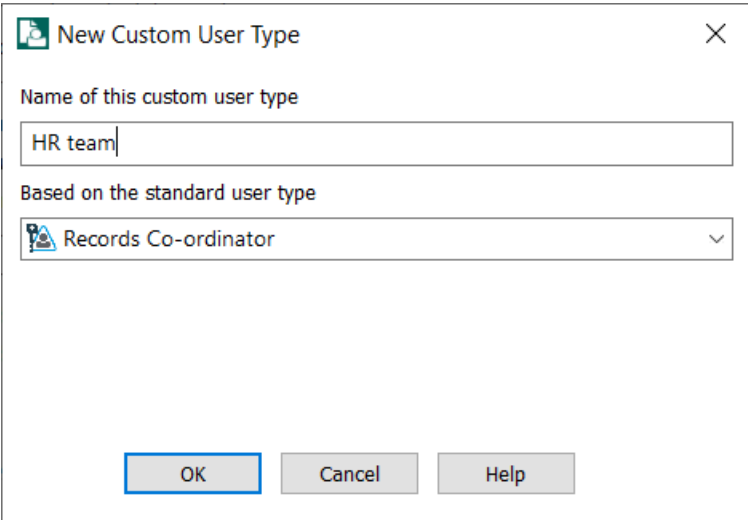 New Custom User Type
Name of this custom user type
HR team
Based on the standard user type
Records Co-ordinator
OK Cancel Help